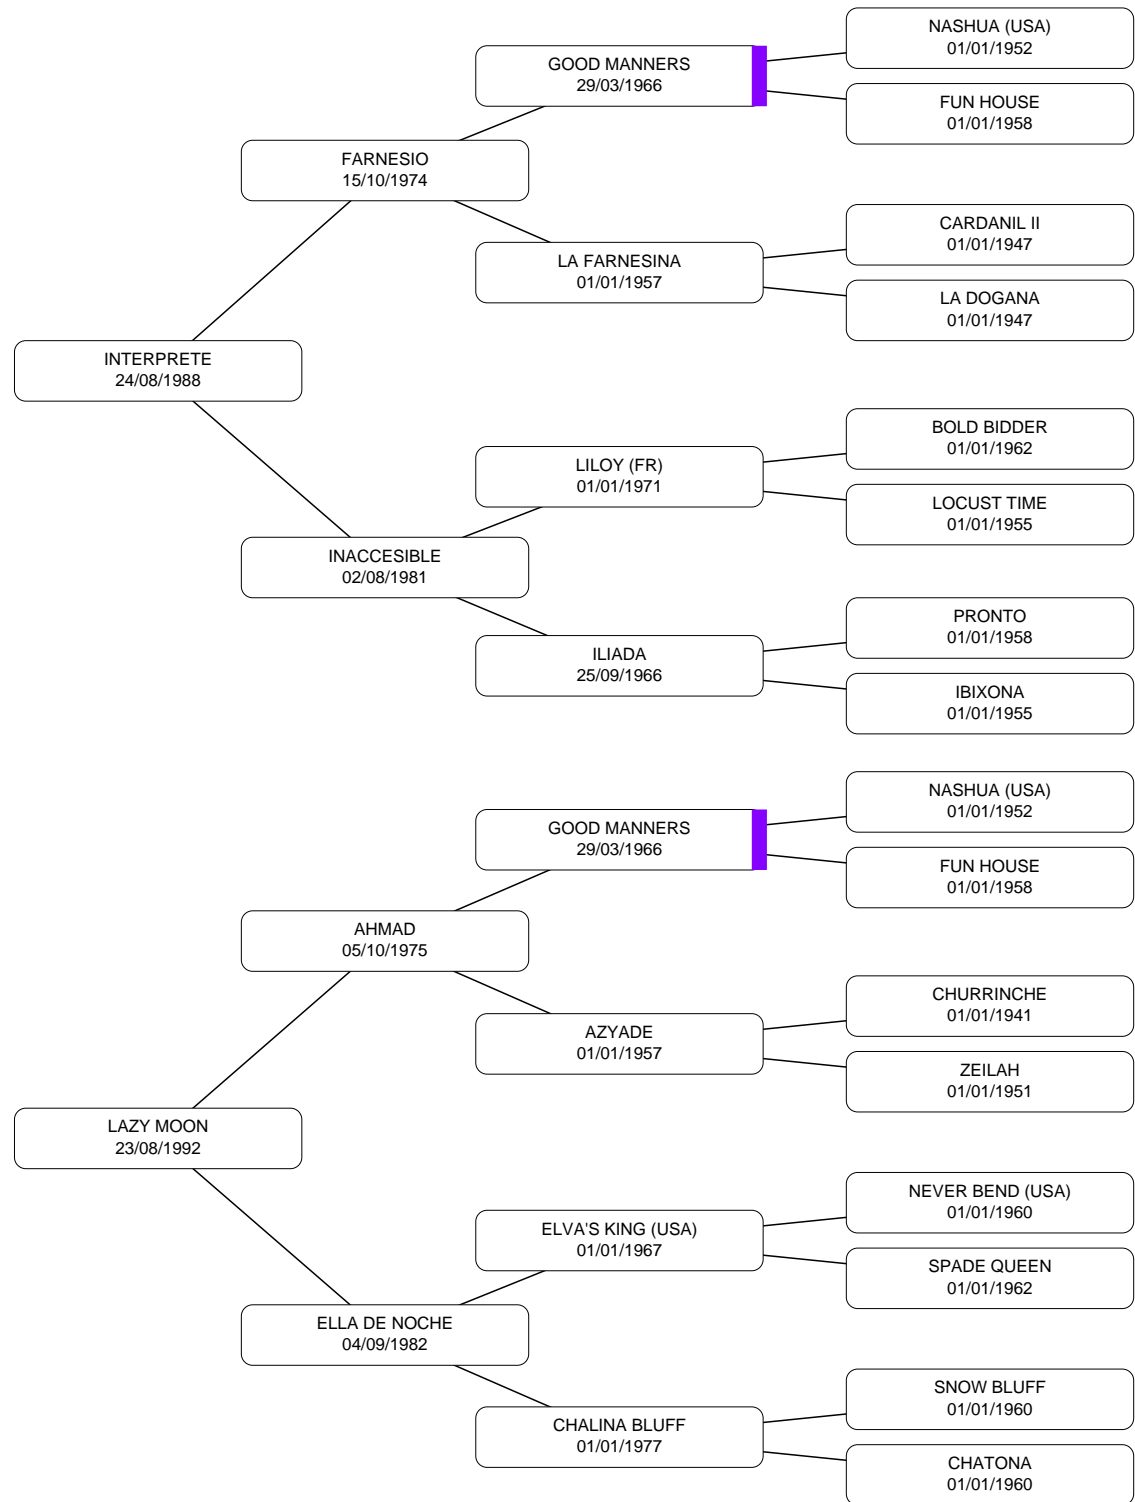 NASHUA (USA)
01/01/1952
GOOD MANNERS
29/03/1966
FUN HOUSE
01/01/1958
FARNESIO
15/10/1974
CARDANIL II
01/01/1947
LA FARNESINA
01/01/1957
LA DOGANA
01/01/1947
INTERPRETE
24/08/1988
BOLD BIDDER
01/01/1962
LILOY (FR)
01/01/1971
LOCUST TIME
01/01/1955
INACCESIBLE
02/08/1981
PRONTO
01/01/1958
ILIADA
25/09/1966
IBIXONA
01/01/1955
NASHUA (USA)
01/01/1952
GOOD MANNERS
29/03/1966
FUN HOUSE
01/01/1958
AHMAD
05/10/1975
CHURRINCHE
01/01/1941
AZYADE
01/01/1957
ZEILAH
01/01/1951
LAZY MOON
23/08/1992
NEVER BEND (USA)
01/01/1960
ELVA'S KING (USA)
01/01/1967
SPADE QUEEN
01/01/1962
ELLA DE NOCHE
04/09/1982
SNOW BLUFF
01/01/1960
CHALINA BLUFF
01/01/1977
CHATONA
01/01/1960